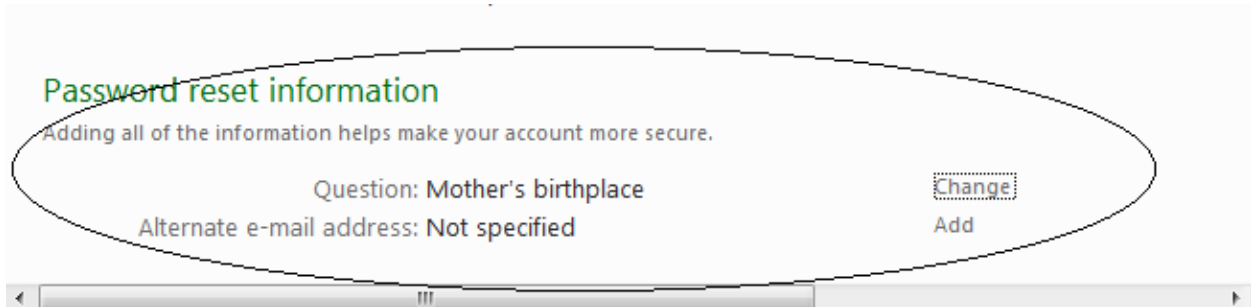 Password reset information
Adding all of the information helps make your account more secure.
Question: Mother's birthplace Change
Alternate e-mail address: Not specified Add